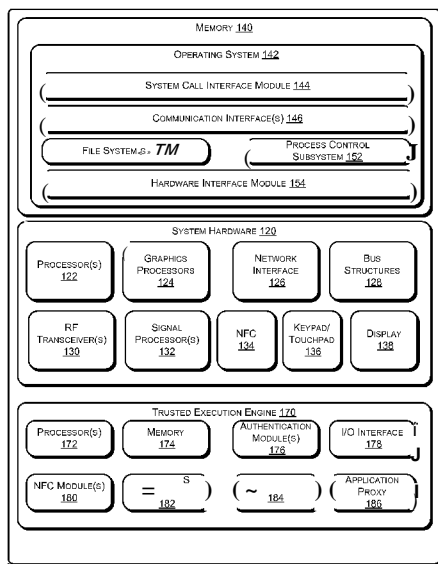 MEMORY 140
OPERATING SYSTEM 142
SYSTEM CALL INTERFACE MODULE 144
COMMUNICATION INTERFACE(S) 146
FILE SYSTEM(S) TM
PROCESS CONTROL
SUBSYSTEM 152
HARDWARE INTERFACE MODULE 154
SYSTEM HARDWARE 120
PROCESSOR(S)
122
GRAPHICS
PROCESSORS
124
NETWORK
INTERFACE
126
BUS
STRUCTURES
128
RF
TRANSCEIVER(S)
130
SIGNAL
PROCESSOR(S)
132
NFC
134
KEYPAD/
TOUCHPAD
136
DISPLAY
138
TRUSTED EXECUTION ENGINE 170
PROCESSOR(S)
172
MEMORY
174
AUTHENTICATION
MODULE(S)
176
I/O INTERFACE
178
NFC MODULE(S)
180
= S
182
~ 184
APPLICATION
PROXY
186